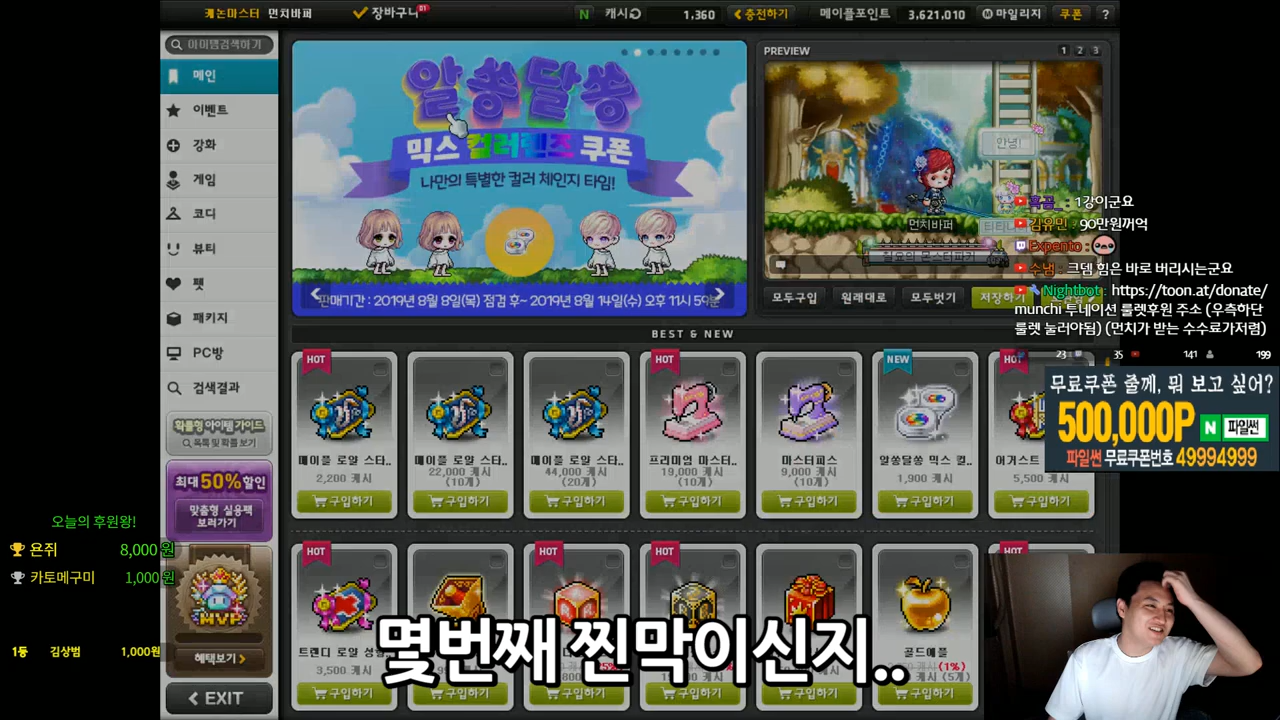 캐논마스터 먼치바퍼
장바구니 81
N 캐시 1,360
충전하기
메이플포인트 3,621,010
마일리지
쿠폰
?
아이템검색하기
메인
이벤트
강화
게임
코디
뷰티
펫
패키지
PC방
검색결과
확률형 아이템 가이드
목록 및 확률 보기
최대 50% 할인
맞춤형 실용팩
보러가기
MVP
혜택보기
EXIT
알쏭달쏭
믹스 컬러렌즈 쿠폰
나만의 특별한 컬러 체인지 타임!
판매기간 : 2019년 8월 8일(목) 점검 후~ 2019년 8월 14일(수) 오후 11시 59분
PREVIEW
1 2 3
안녕!
먼치바퍼
모두구입
원래대로
모두벗기
저장하기
흑곰_ : 1강이군요
김유민 : 90만원꺼억
Expento :
수냄 : 크뎀 힘은 바로 버리시는군요
Nightbot : https://toon.at/donate/
munchi 투네이션 룰렛후원 주소 (우측하단
룰렛 눌러야됨) (먼치가 받는 수수료가저렴)
23 35 141 199
BEST & NEW
HOT
메이플 로얄 스타..
2,200 캐시
구입하기
메이플 로얄 스타..
22,000 캐시
(10개)
구입하기
메이플 로얄 스타..
44,000 캐시
(20개)
구입하기
HOT
프리미엄 마스터..
19,000 캐시
(10개)
구입하기
마스터피스
9,000 캐시
(10개)
구입하기
NEW
알쏭달쏭 믹스 컬..
1,900 캐시
구입하기
HOT
어거스트
5,500 캐시
구입하기
무료쿠폰 줄께, 뭐 보고 싶어?
500,000P N 파일썬
파일썬 무료쿠폰번호 49994999
오늘의 후원왕!
욘쥐 8,000 원
카토메구미 1,000 원
1등 김상범 1,000원
HOT
트랜디 로얄 성형..
3,500 캐시
구입하기
구입하기
HOT
구입하기
HOT
구입하기
구입하기
골드애플
(1%)
(5개)
구입하기
HOT
구입하기
몇번째 찐막이신지..